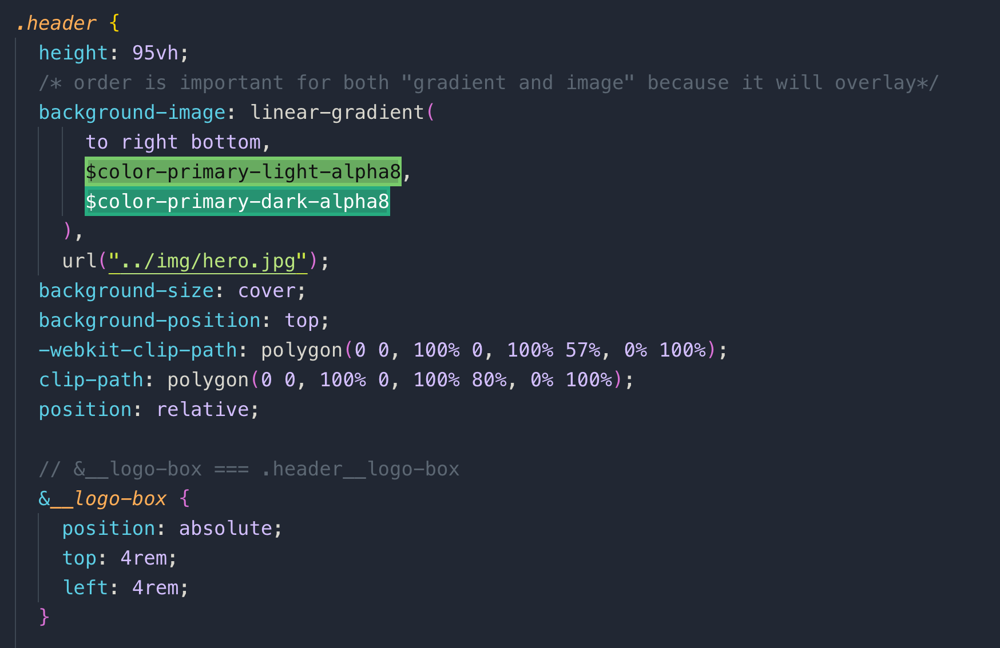 .header {
height: 95vh;
/* order is important for both "gradient and image" because it will overlay*/
background-image: linear-gradient(
to right bottom,
$color-primary-light-alpha8,
$color-primary-dark-alpha8
),
url("../img/hero.jpg");
background-size: cover;
background-position: top;
-webkit-clip-path: polygon(0 0, 100% 0, 100% 57%, 0% 100%);
clip-path: polygon(0 0, 100% 0, 100% 80%, 0% 100%);
position: relative;
// &__logo-box === .header__logo-box
&__logo-box {
position: absolute;
top: 4rem;
left: 4rem;
}